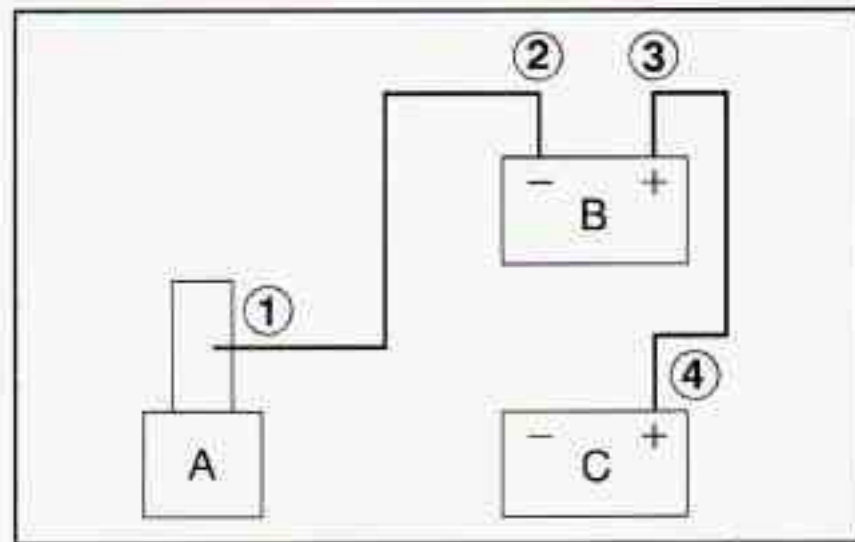 ② ③
− +
B
①
④
− +
A C